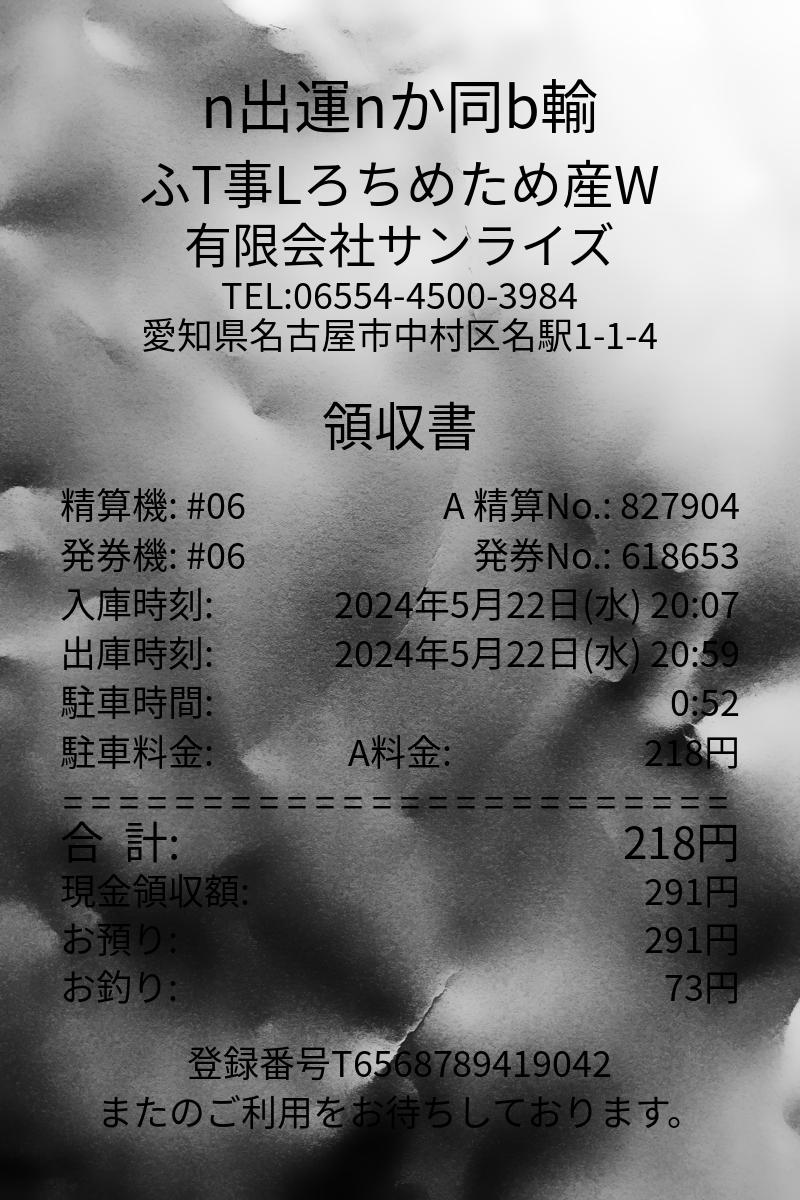 n出運nか同b輸
ふT事Lろちめため産W
有限会社サンライズ
TEL:06554-4500-3984
愛知県名古屋市中村区名駅1-1-4
領収書
精算機: #06 A 精算No.: 827904
発券機: #06 発券No.: 618653
入庫時刻: 2024年5月22日(水) 20:07
出庫時刻: 2024年5月22日(水) 20:59
駐車時間: 0:52
駐車料金: A料金: 218円
========================
合 計: 218円
現金領収額: 291円
お預り: 291円
お釣り: 73円
登録番号T6568789419042
またのご利用をお待ちしております。